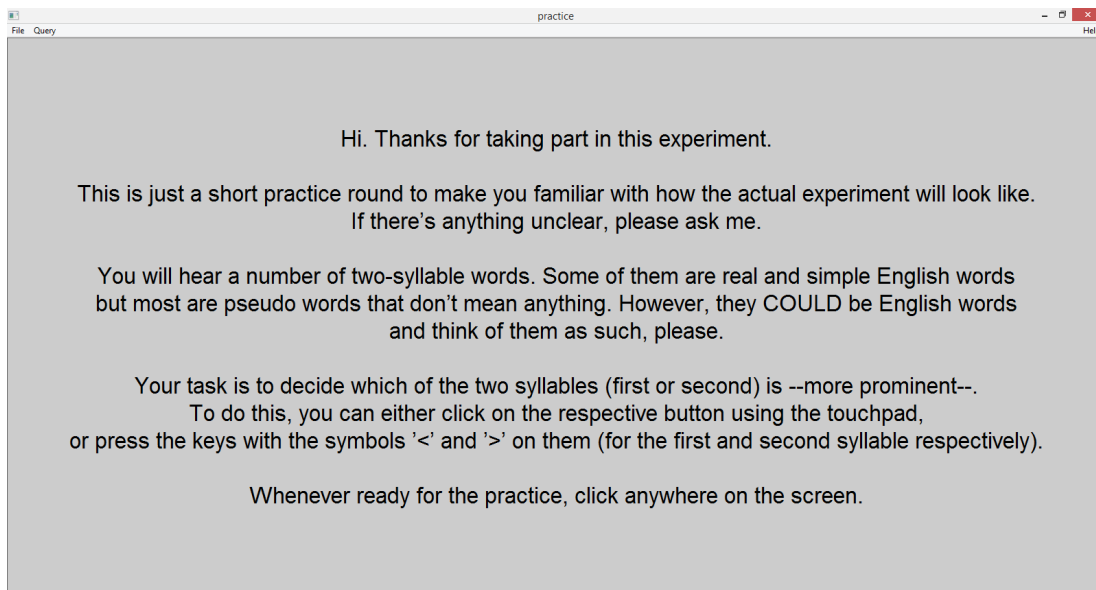 practice
File Query Hel
Hi. Thanks for taking part in this experiment.
This is just a short practice round to make you familiar with how the actual experiment will look like.
If there’s anything unclear, please ask me.
You will hear a number of two-syllable words. Some of them are real and simple English words
but most are pseudo words that don’t mean anything. However, they COULD be English words
and think of them as such, please.
Your task is to decide which of the two syllables (first or second) is --more prominent--.
To do this, you can either click on the respective button using the touchpad,
or press the keys with the symbols ’<’ and ’>’ on them (for the first and second syllable respectively).
Whenever ready for the practice, click anywhere on the screen.